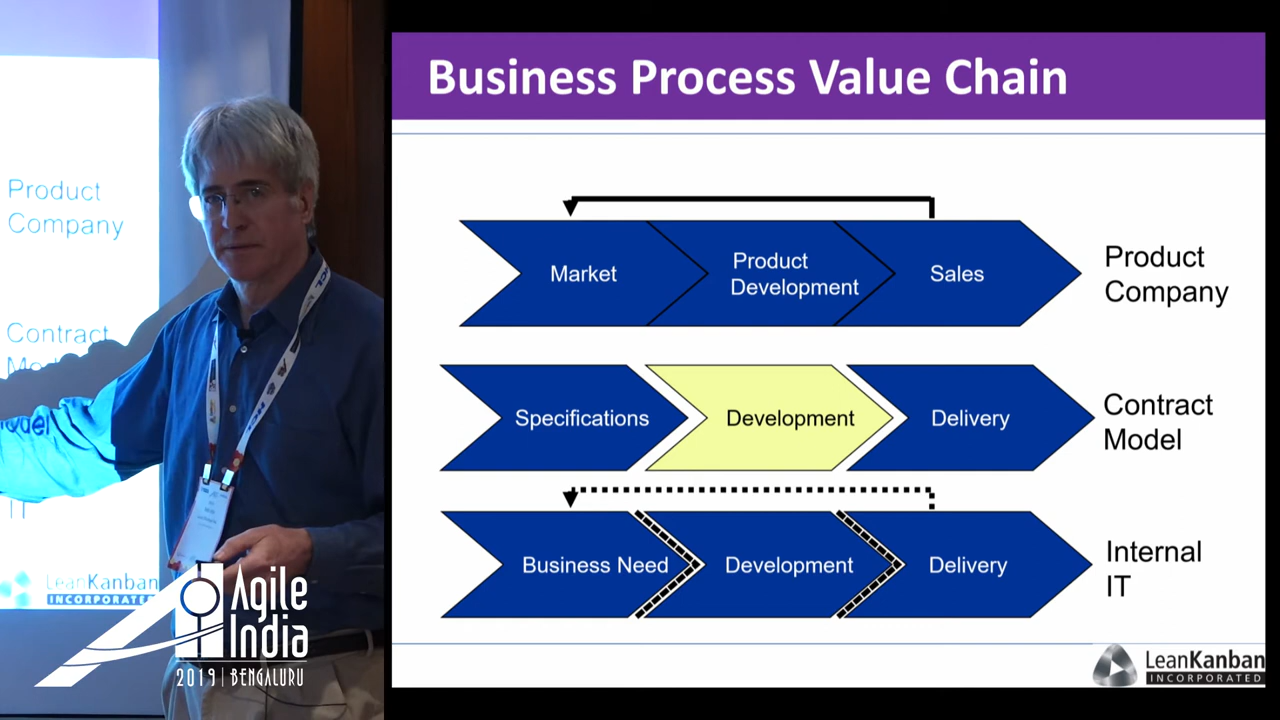 Business Process Value Chain
Market
Product
Development
Sales
Product
Company
Specifications
Development
Delivery
Contract
Model
Business Need
Development
Delivery
Internal
IT
LeanKanban
INCORPORATED
Product
Company
Contract
IT
LeanKanban
INCORPORATED
Agile
India
2019 | BENGALURU